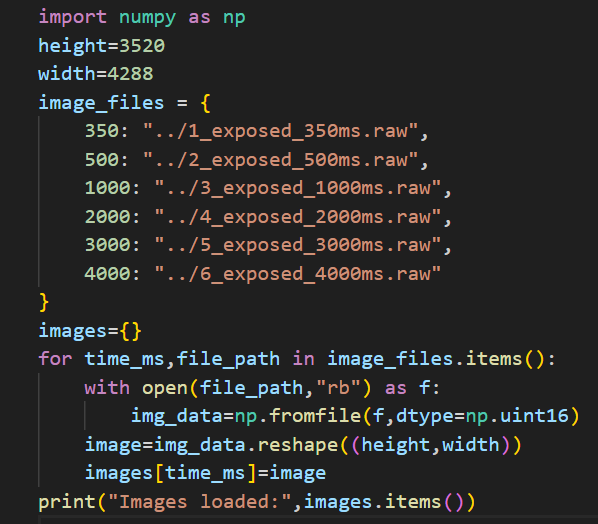 import numpy as np
height=3520
width=4288
image_files = {
    350: "../1_exposed_350ms.raw",
    500: "../2_exposed_500ms.raw",
    1000: "../3_exposed_1000ms.raw",
    2000: "../4_exposed_2000ms.raw",
    3000: "../5_exposed_3000ms.raw",
    4000: "../6_exposed_4000ms.raw"
}
images={}
for time_ms,file_path in image_files.items():
    with open(file_path,"rb") as f:
        img_data=np.fromfile(f,dtype=np.uint16)
    image=img_data.reshape((height,width))
    images[time_ms]=image
print("Images loaded:",images.items())